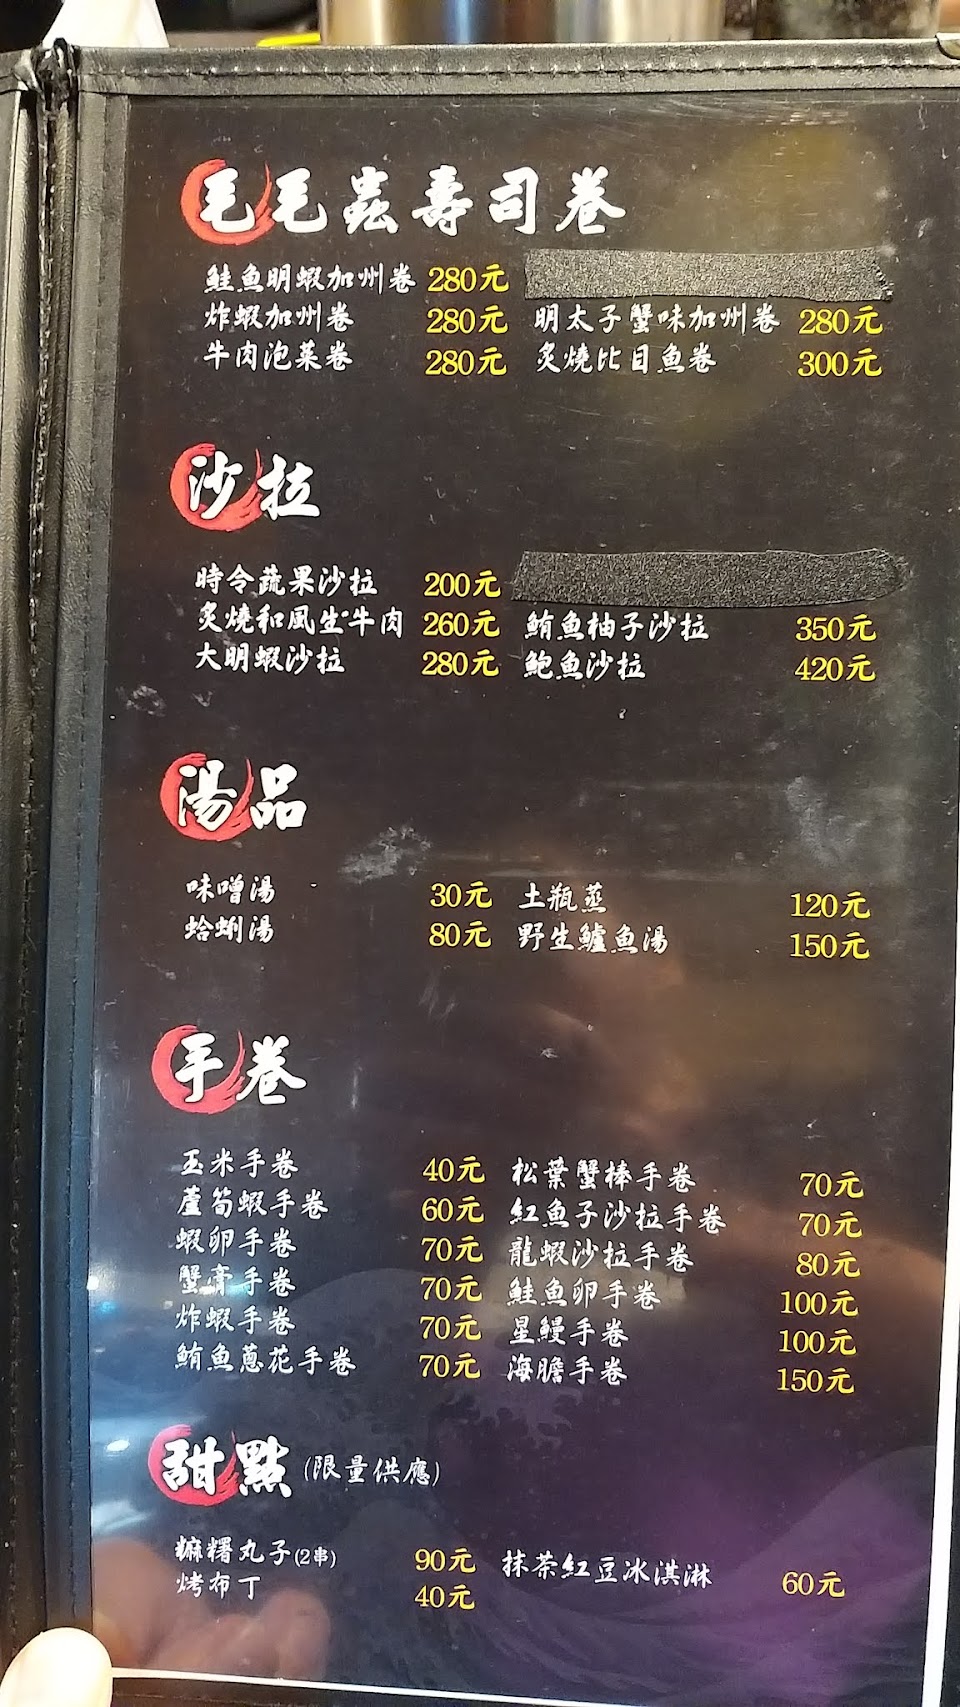 毛毛蟲壽司卷
鮭魚明蝦加州卷 280元
炸蝦加州卷 280元 明太子蟹味加州卷 280元
牛肉泡菜卷 280元 炙燒比目魚卷 300元
沙拉
時令蔬果沙拉 200元
炙燒和風生牛肉 260元 鮪魚柚子沙拉 350元
大明蝦沙拉 280元 鮑魚沙拉 420元
湯品
味噌湯 30元 土瓶蒸 120元
蛤蜊湯 80元 野生鱸魚湯 150元
手卷
玉米手卷 40元 松葉蟹棒手卷 70元
蘆筍蝦手卷 60元 紅魚子沙拉手卷 70元
蝦卵手卷 70元 龍蝦沙拉手卷 80元
蟹膏手卷 70元 鮭魚卵手卷 100元
炸蝦手卷 70元 星鰻手卷 100元
鮪魚蔥花手卷 70元 海膽手卷 150元
甜點 (限量供應)
麻糬丸子(2串) 90元 抹茶紅豆冰淇淋 60元
烤布丁 40元